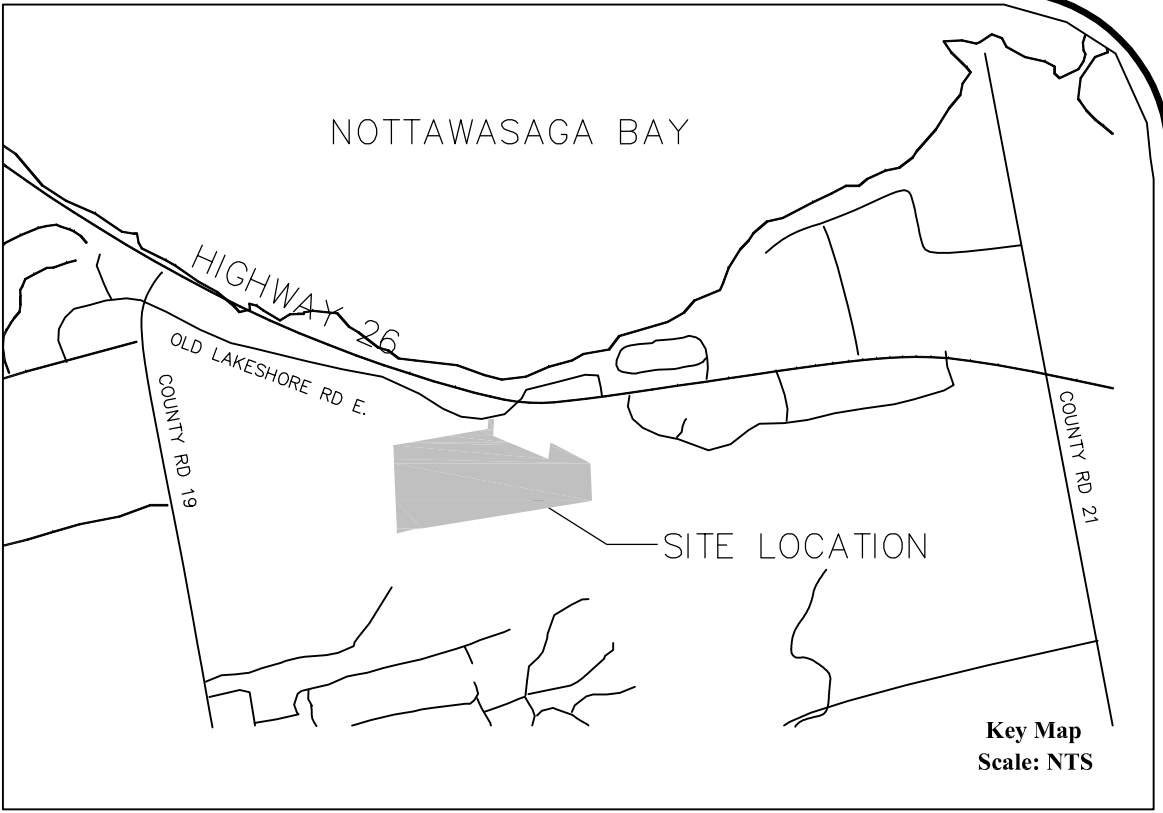 NOTTAWASAGA BAY
HIGHWAY 26
OLD LAKESHORE RD E.
COUNTY RD 19
COUNTY RD 21
SITE LOCATION
Key Map
Scale: NTS